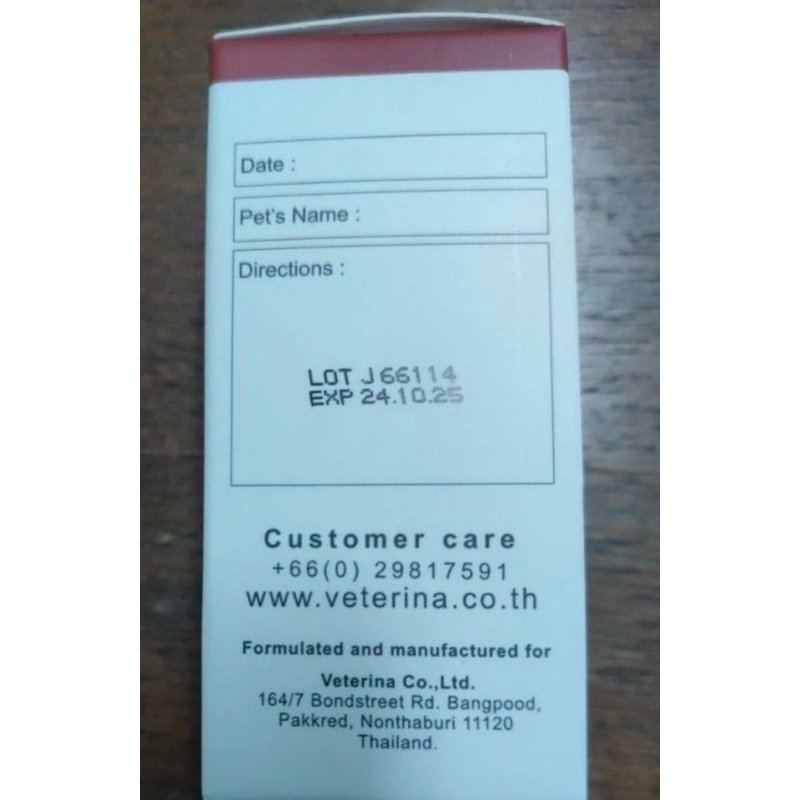 Date :
Pet's Name :
Directions :
LOT J66114
EXP 24.10.25
Customer care
+66(0) 29817591
www.veterina.co.th
Formulated and manufactured for
Veterina Co.,Ltd.
164/7 Bondstreet Rd. Bangpood,
Pakkred, Nonthaburi 11120
Thailand.